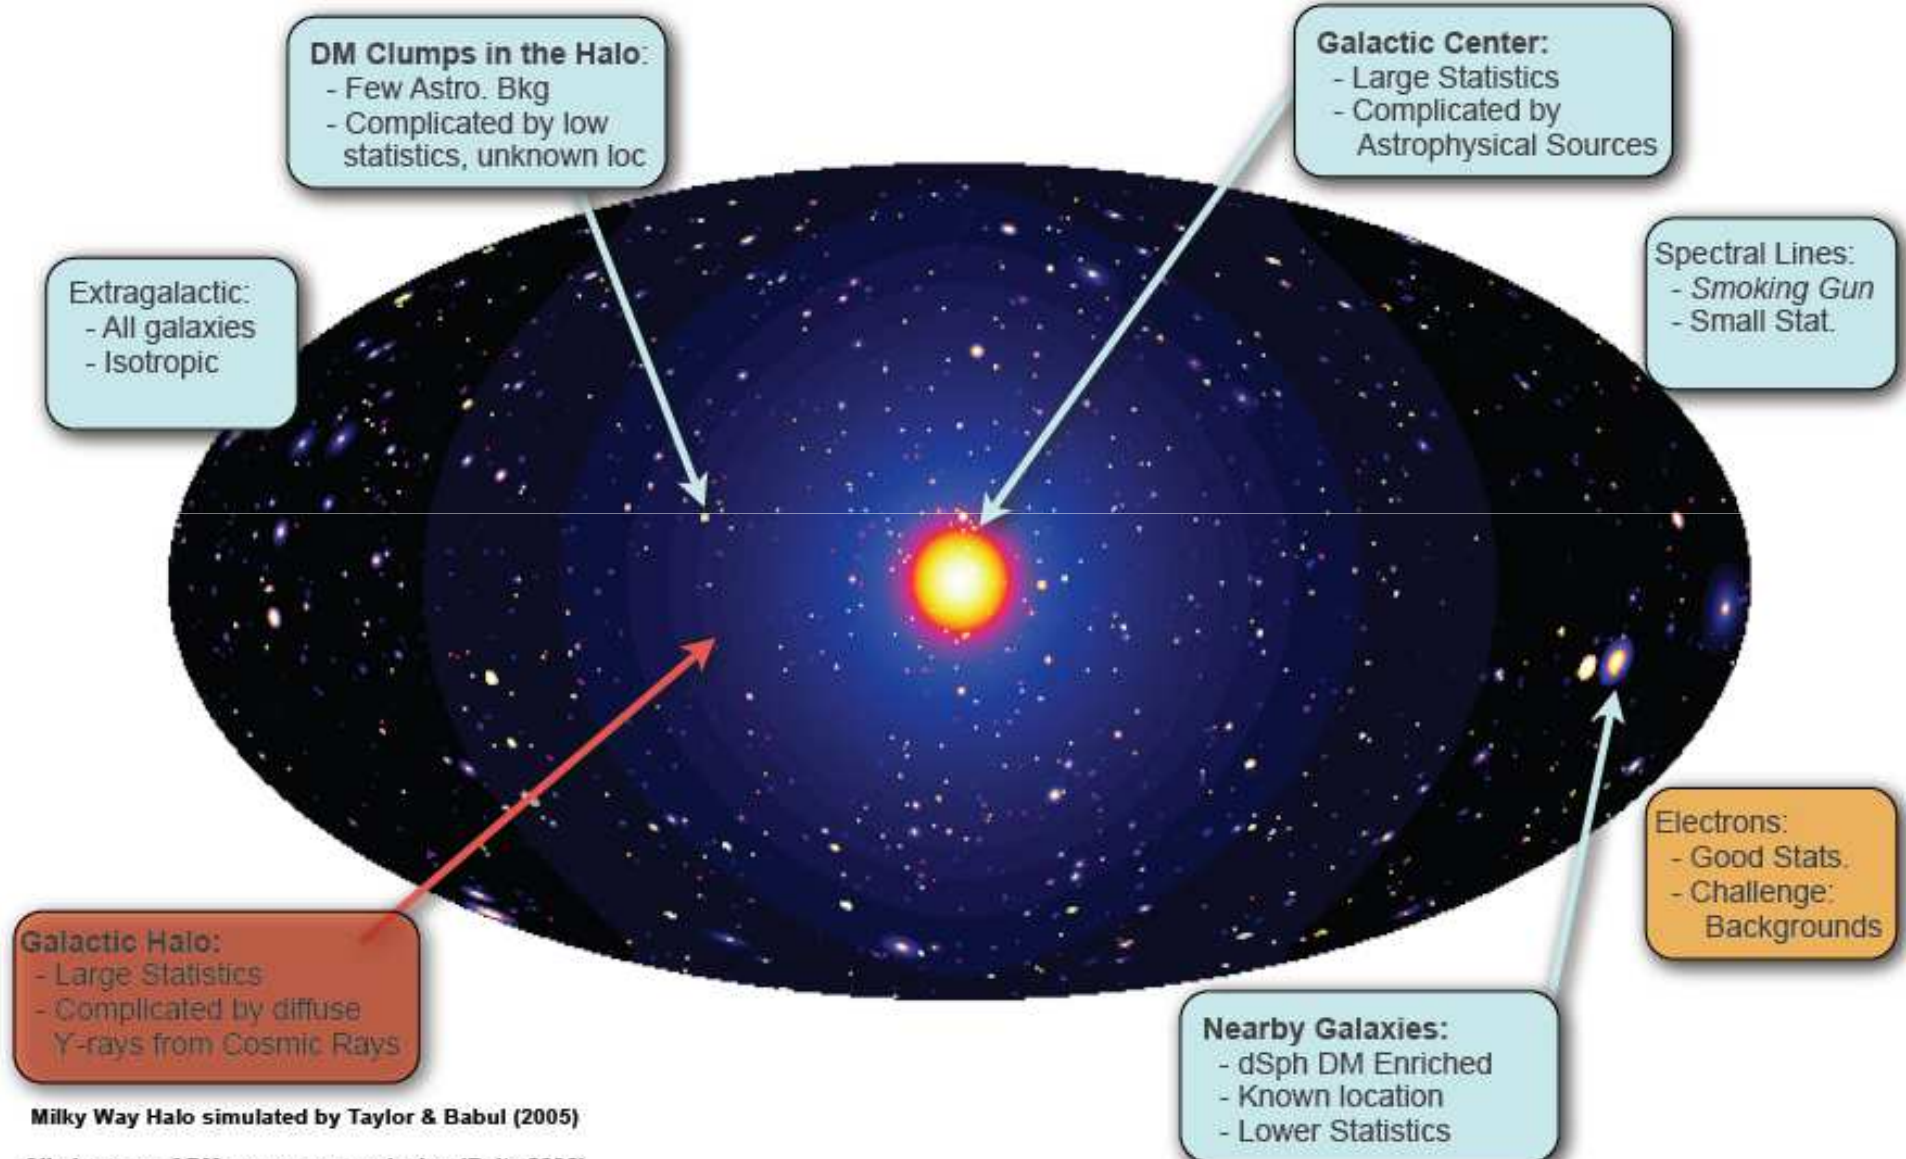 DM Clumps in the Halo:
- Few Astro. Bkg
- Complicated by low
statistics, unknown loc
Galactic Center:
- Large Statistics
- Complicated by
Astrophysical Sources
Extragalactic:
- All galaxies
- Isotropic
Spectral Lines:
- Smoking Gun
- Small Stat.
Galactic Halo:
- Large Statistics
- Complicated by diffuse
Υ-rays from Cosmic Rays
Electrons:
- Good Stats.
- Challenge:
Backgrounds
Nearby Galaxies:
- dSph DM Enriched
- Known location
- Lower Statistics
Milky Way Halo simulated by Taylor & Babul (2005)